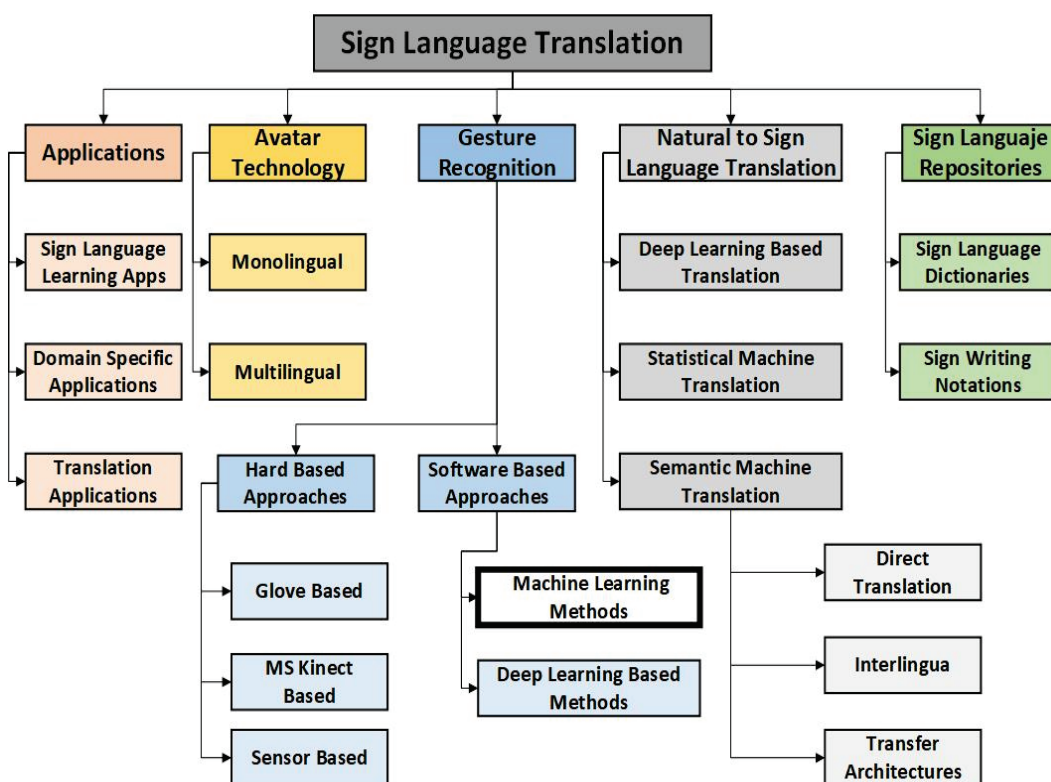 Sign Language Translation
Applications
Avatar
Technology
Gesture
Recognition
Natural to Sign
Language Translation
Sign Languaje
Repositories
Sign Language
Learning Apps
Monolingual
Deep Learning Based
Translation
Sign Language
Dictionaries
Domain Specific
Applications
Multilingual
Statistical Machine
Translation
Sign Writing
Notations
Translation
Applications
Hard Based
Approaches
Software Based
Approaches
Semantic Machine
Translation
Glove Based
Machine Learning
Methods
Direct
Translation
MS Kinect
Based
Deep Learning Based
Methods
Interlingua
Sensor Based
Transfer
Architectures